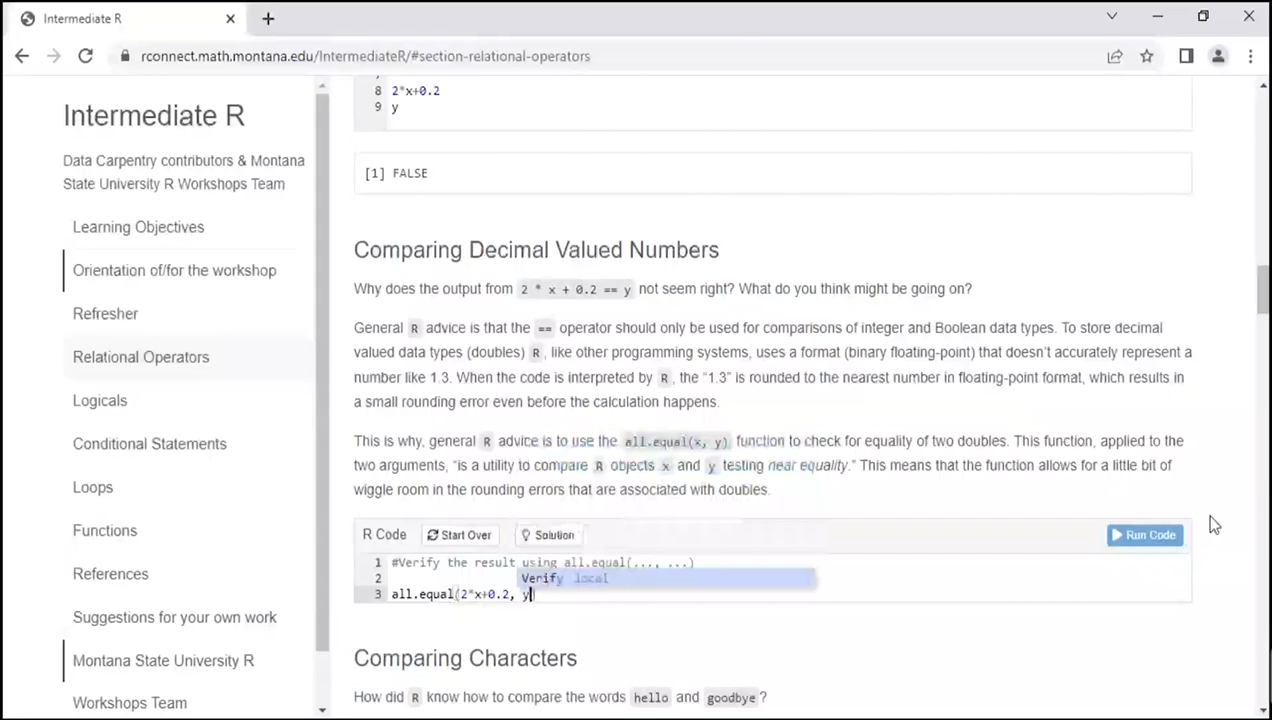 Intermediate R
rconnect.math.montana.edu/IntermediateR/#section-relational-operators
Intermediate R
Data Carpentry contributors & Montana
State University R Workshops Team
Learning Objectives
Orientation of/for the workshop
Refresher
Relational Operators
Logicals
Conditional Statements
Loops
Functions
References
Suggestions for your own work
Montana State University R
Workshops Team
8 2*x+0.2
9 y
[1] FALSE
Comparing Decimal Valued Numbers
Why does the output from 2 * x + 0.2 == y not seem right? What do you think might be going on?
General R advice is that the == operator should only be used for comparisons of integer and Boolean data types. To store decimal
valued data types (doubles) R, like other programming systems, uses a format (binary floating-point) that doesn't accurately represent a
number like 1.3. When the code is interpreted by R, the "1.3" is rounded to the nearest number in floating-point format, which results in
a small rounding error even before the calculation happens.
This is why, general R advice is to use the all.equal(x, y) function to check for equality of two doubles. This function, applied to the
two arguments, "is a utility to compare R objects x and y testing near equality." This means that the function allows for a little bit of
wiggle room in the rounding errors that are associated with doubles.
R Code Start Over Solution Run Code
1 #Verify the result using all.equal(..., ...)
2 Verify local
3 all.equal(2*x+0.2, y)
Comparing Characters
How did R know how to compare the words hello and goodbye?